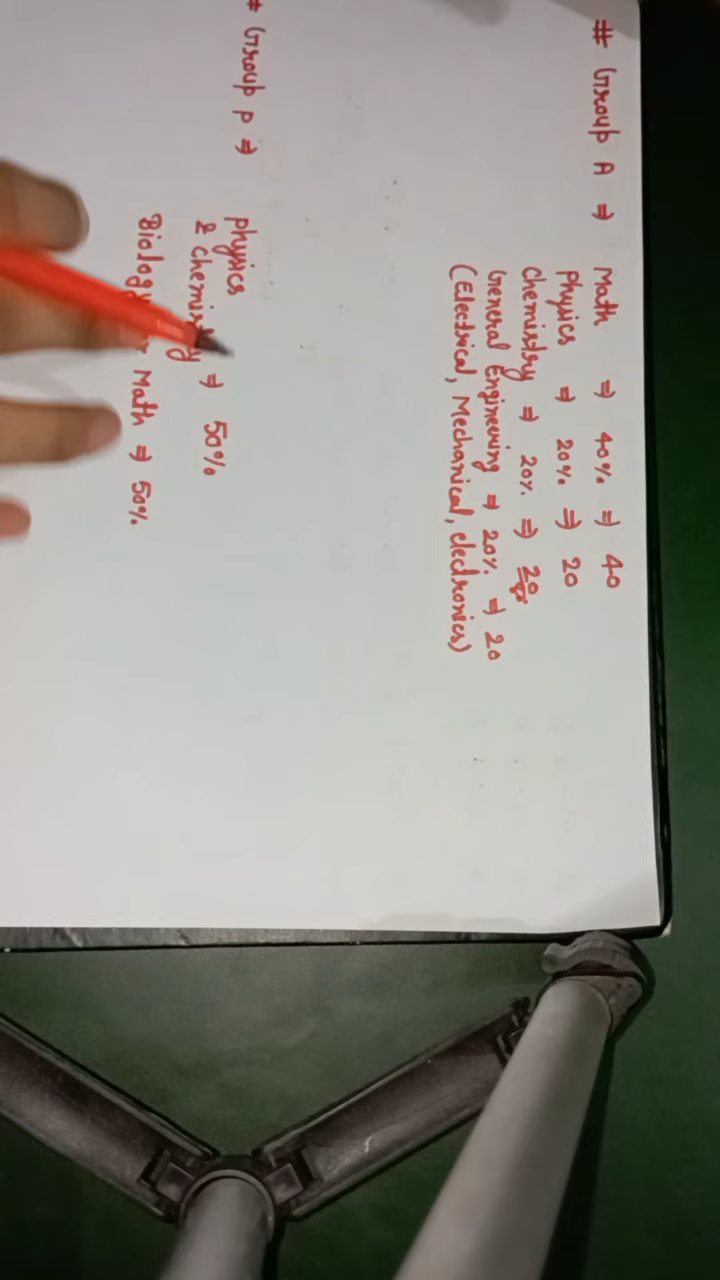 # Group A ⇒ Math ⇒ 40% ⇒ 40
Physics ⇒ 20% ⇒ 20
Chemistry ⇒ 20% ⇒ 20
General Engineering ⇒ 20% ⇒ 20
(Electrical, Mechanical, electronics)
# Group P ⇒ physics
& Chemistry ⇒ 50%
Biology Math ⇒ 50%